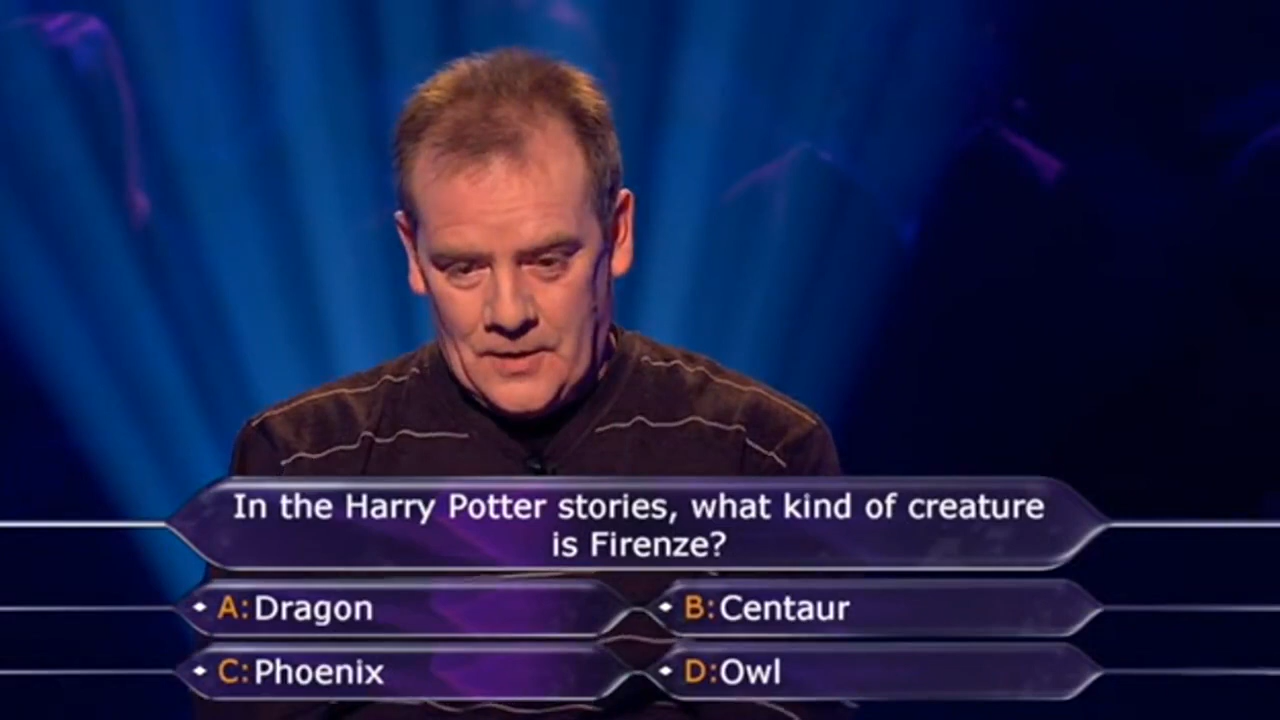 In the Harry Potter stories, what kind of creature
is Firenze?
A: Dragon
B: Centaur
C: Phoenix
D: Owl